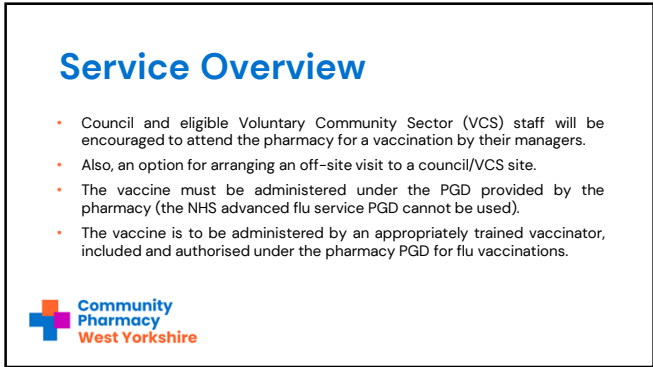 Service Overview
• Council and eligible Voluntary Community Sector (VCS) staff will be
encouraged to attend the pharmacy for a vaccination by their managers.
• Also, an option for arranging an off-site visit to a council/VCS site.
• The vaccine must be administered under the PGD provided by the
pharmacy (the NHS advanced flu service PGD cannot be used).
• The vaccine is to be administered by an appropriately trained vaccinator,
included and authorised under the pharmacy PGD for flu vaccinations.
Community
Pharmacy
West Yorkshire